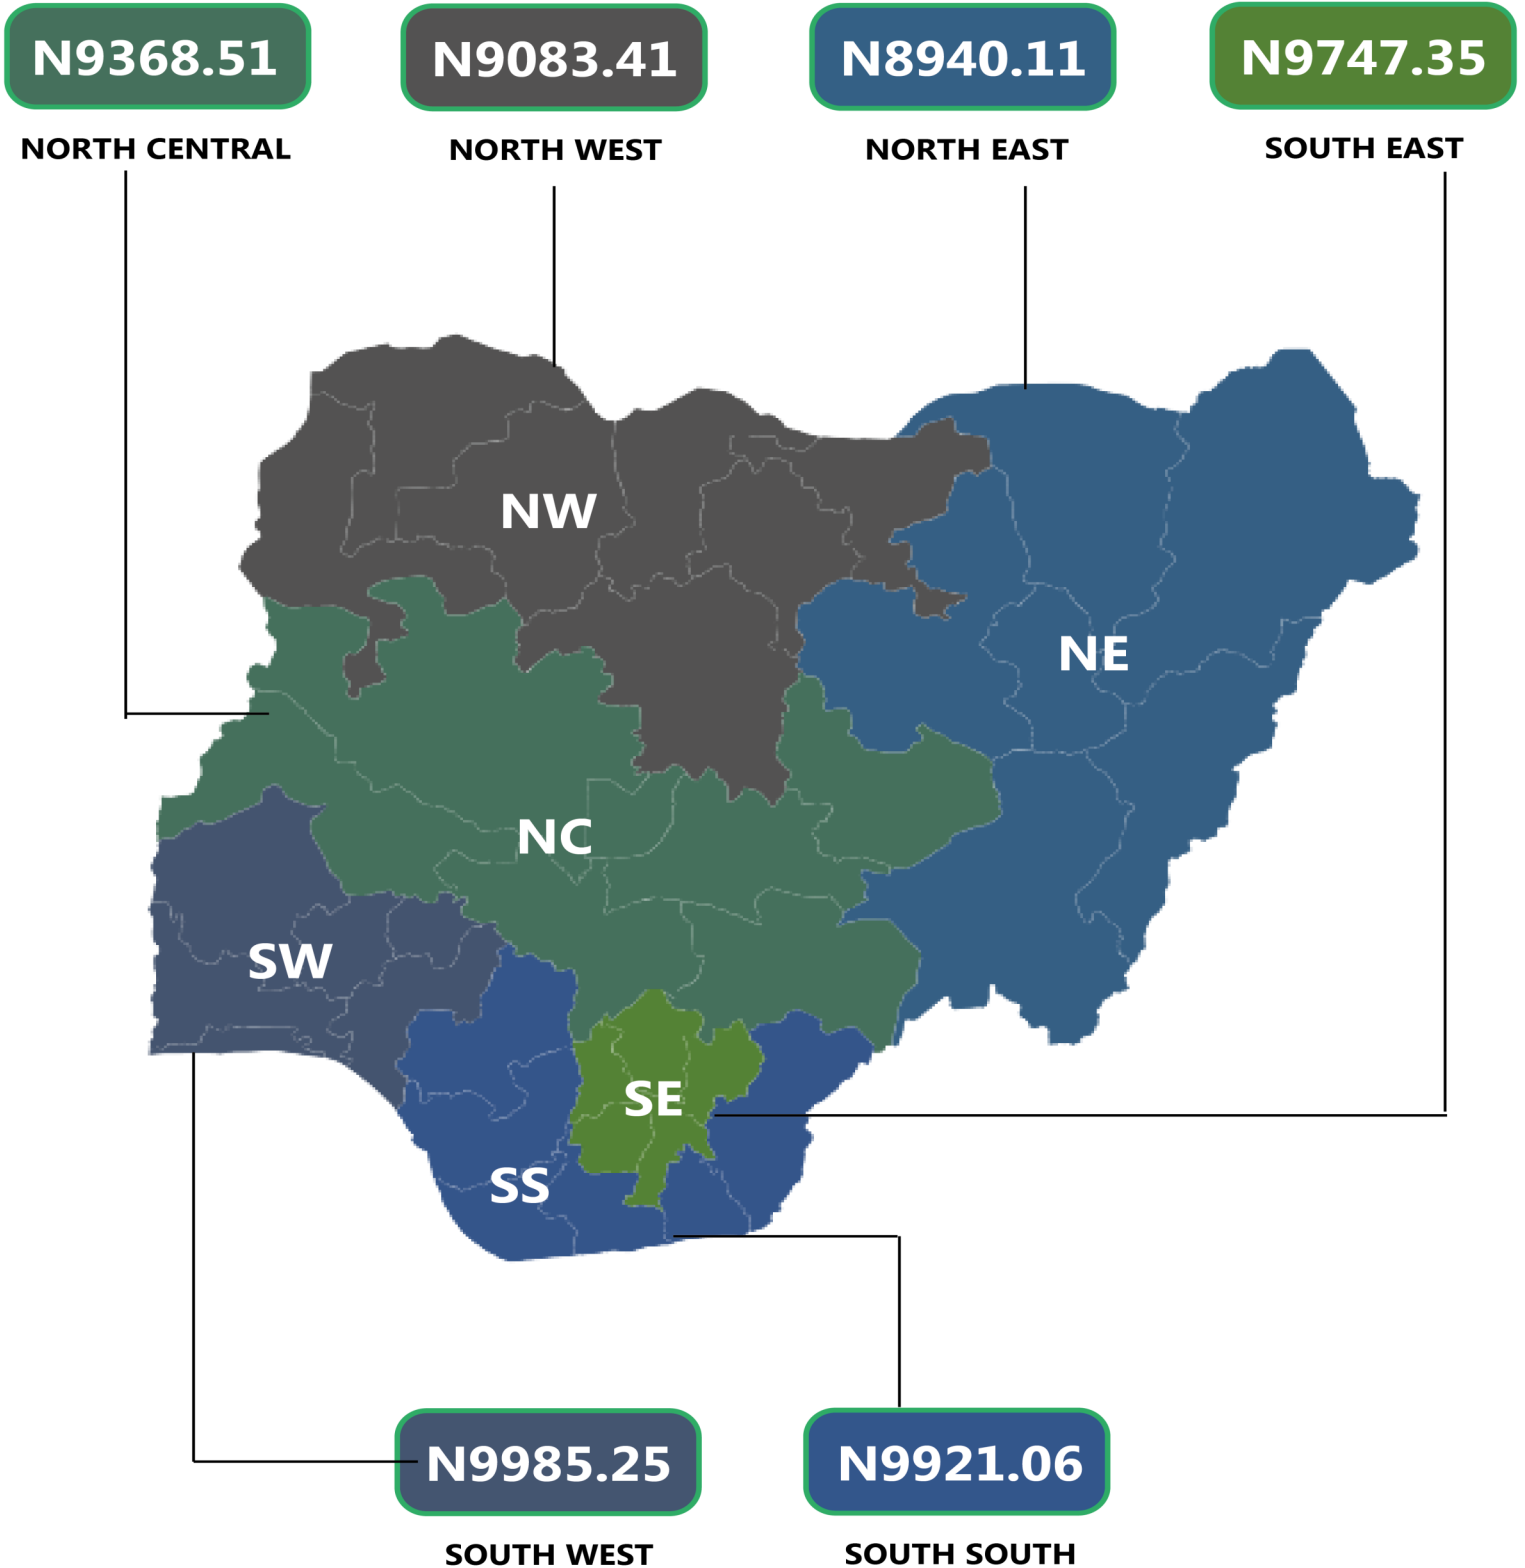 N9368.51
N9083.41
N8940.11
N9747.35
NORTH CENTRAL
NORTH WEST
NORTH EAST
SOUTH EAST
NW
NE
NC
SW
SE
SS
N9985.25
N9921.06
SOUTH WEST
SOUTH SOUTH